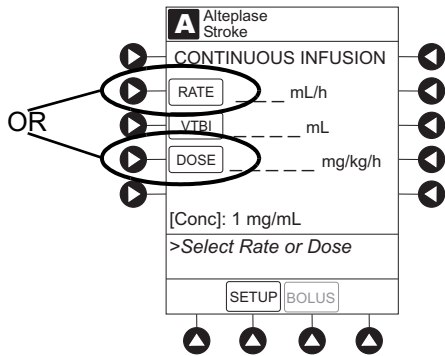 A Alteplase
Stroke
CONTINUOUS INFUSION
RATE _ _ _ mL/h
OR
VTBI _ _ _ _ mL
DOSE _ _ _ _ _ mg/kg/h
[Conc]: 1 mg/mL
>Select Rate or Dose
SETUP BOLUS